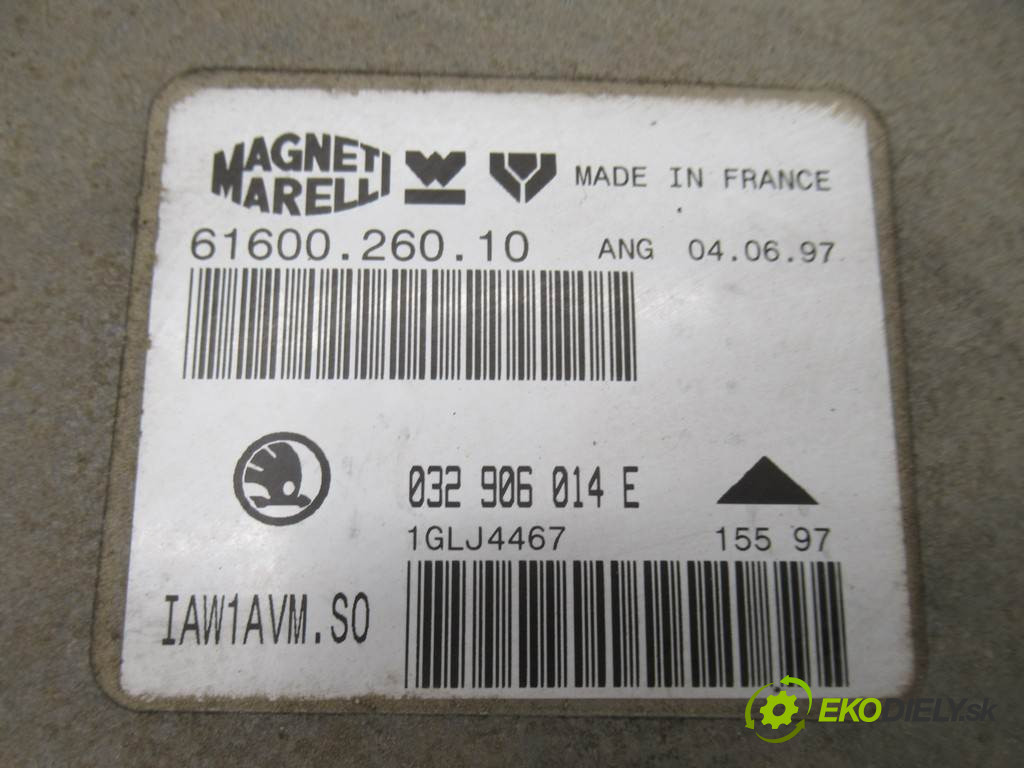 MAGNETI MARELLI MADE IN FRANCE
61600.260.10 ANG 04.06.97
032 906 014 E
1GLJ4467 155 97
IAW1AVM.S0
EKODIELY.sk